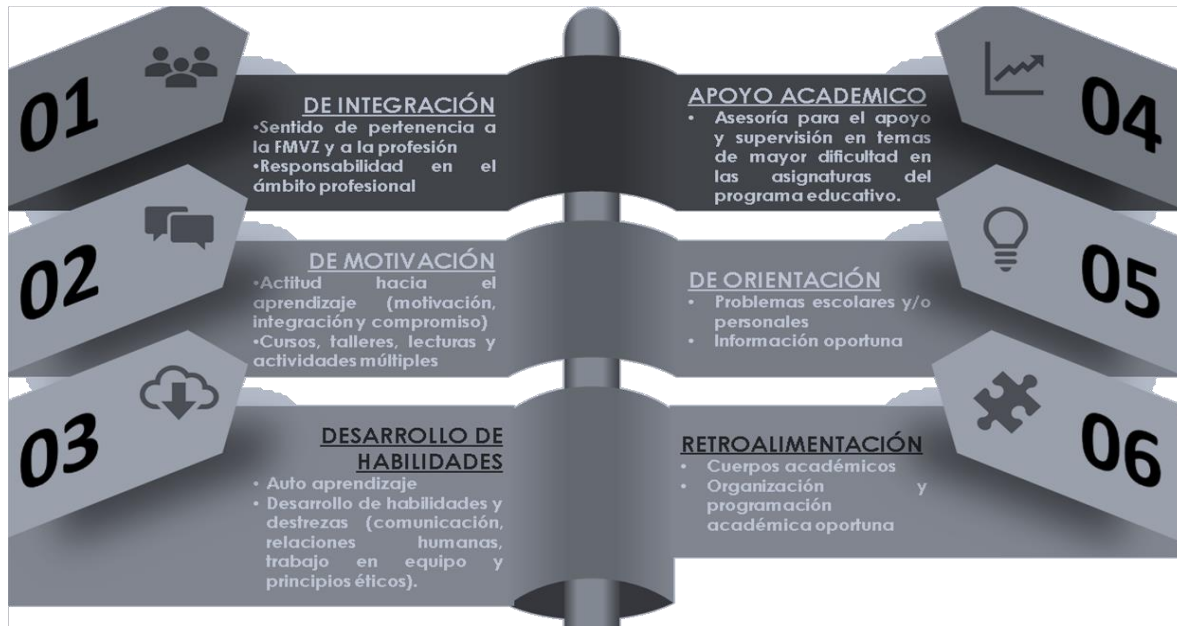 01
DE INTEGRACIÓN
•Sentido de pertenencia a
la FMVZ y a la profesión
•Responsabilidad en el
ámbito profesional
02
DE MOTIVACIÓN
•Actitud hacia el
aprendizaje (motivación,
integración y compromiso)
•Cursos, talleres, lecturas y
actividades múltiples
03
DESARROLLO DE
HABILIDADES
• Auto aprendizaje
• Desarrollo de habilidades y
destrezas (comunicación,
relaciones humanas,
trabajo en equipo y
principios éticos).
04
APOYO ACADEMICO
• Asesoría para el apoyo
y supervisión en temas
de mayor dificultad en
las asignaturas del
programa educativo.
05
DE ORIENTACIÓN
• Problemas escolares y/o
personales
• Información oportuna
06
RETROALIMENTACIÓN
• Cuerpos académicos
• Organización y
programación
académica oportuna